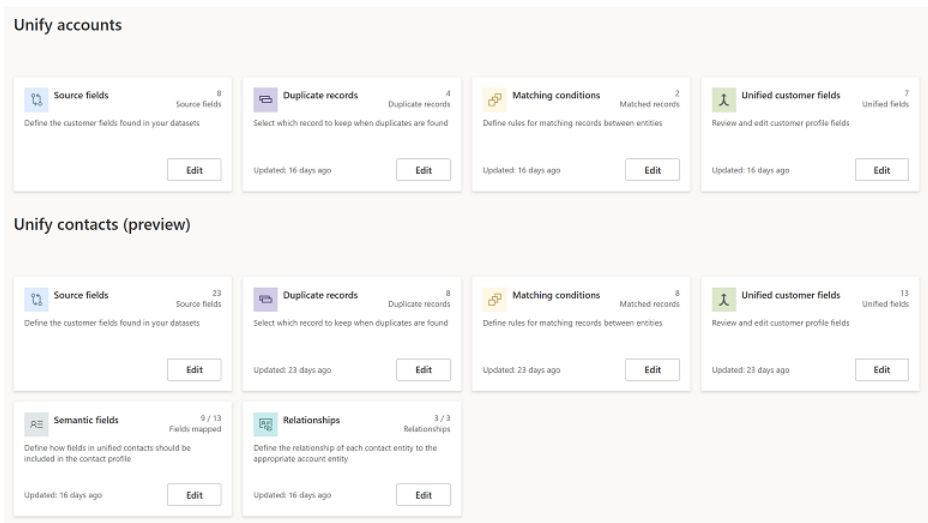 Unify accounts
Source fields
8
Source fields
Define the customer fields found in your datasets
Edit
Duplicate records
4
Duplicate records
Select which record to keep when duplicates are found
Updated: 16 days ago
Edit
Matching conditions
2
Matched records
Define rules for matching records between entities
Updated: 16 days ago
Edit
Unified customer fields
7
Unified fields
Review and edit customer profile fields
Updated: 16 days ago
Edit
Unify contacts (preview)
Source fields
23
Source fields
Define the customer fields found in your datasets
Edit
Duplicate records
8
Duplicate records
Select which record to keep when duplicates are found
Updated: 23 days ago
Edit
Matching conditions
8
Matched records
Define rules for matching records between entities
Updated: 23 days ago
Edit
Unified customer fields
13
Unified fields
Review and edit customer profile fields
Updated: 23 days ago
Edit
Semantic fields
9 / 13
Fields mapped
Define how fields in unified contacts should be
included in the contact profile
Updated: 16 days ago
Edit
Relationships
3 / 3
Relationships
Define the relationship of each contact entity to the
appropriate account entity
Updated: 16 days ago
Edit